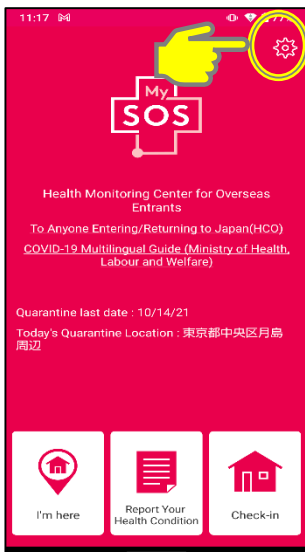 11:17
My
SOS
Health Monitoring Center for Overseas
Entrants
To Anyone Entering/Returning to Japan(HCO)
COVID-19 Multilingual Guide (Ministry of Health,
Labour and Welfare)
Quarantine last date : 10/14/21
Today's Quarantine Location : 東京都中央区月島
周辺
I'm here
Report Your
Health Condition
Check-in